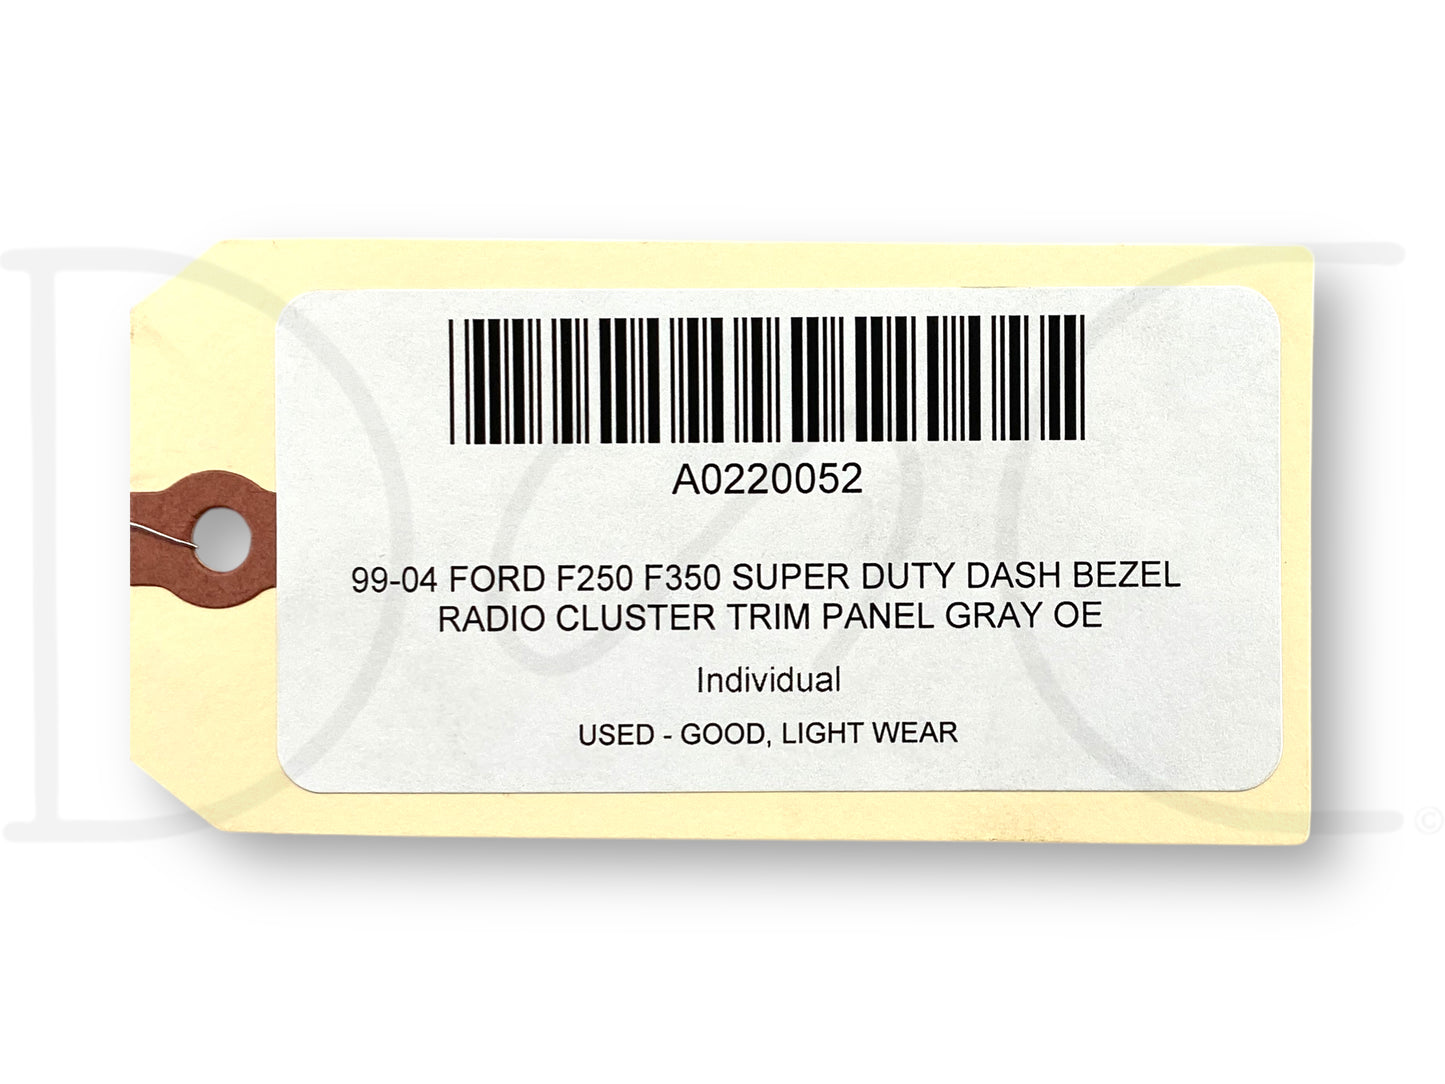 A0220052
99-04 FORD F250 F350 SUPER DUTY DASH BEZEL
RADIO CLUSTER TRIM PANEL GRAY OE
Individual
USED - GOOD, LIGHT WEAR
©